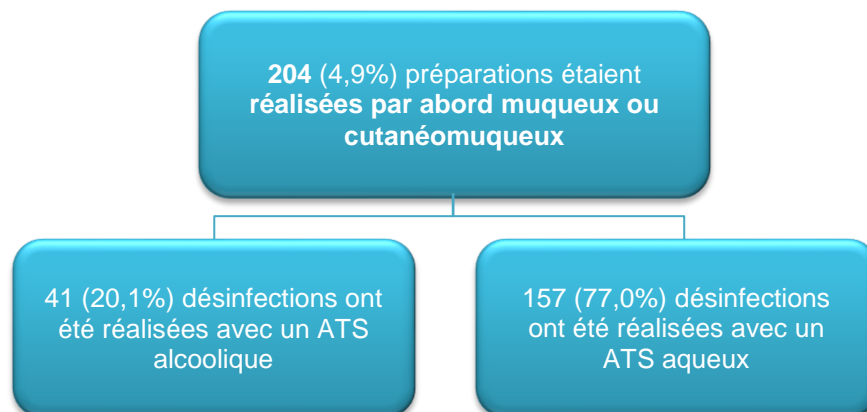 204 (4,9%) préparations étaient
réalisées par abord muqueux ou
cutanéomuqueux
41 (20,1%) désinfections ont
été réalisées avec un ATS
alcoolique
157 (77,0%) désinfections
ont été réalisées avec un
ATS aqueux